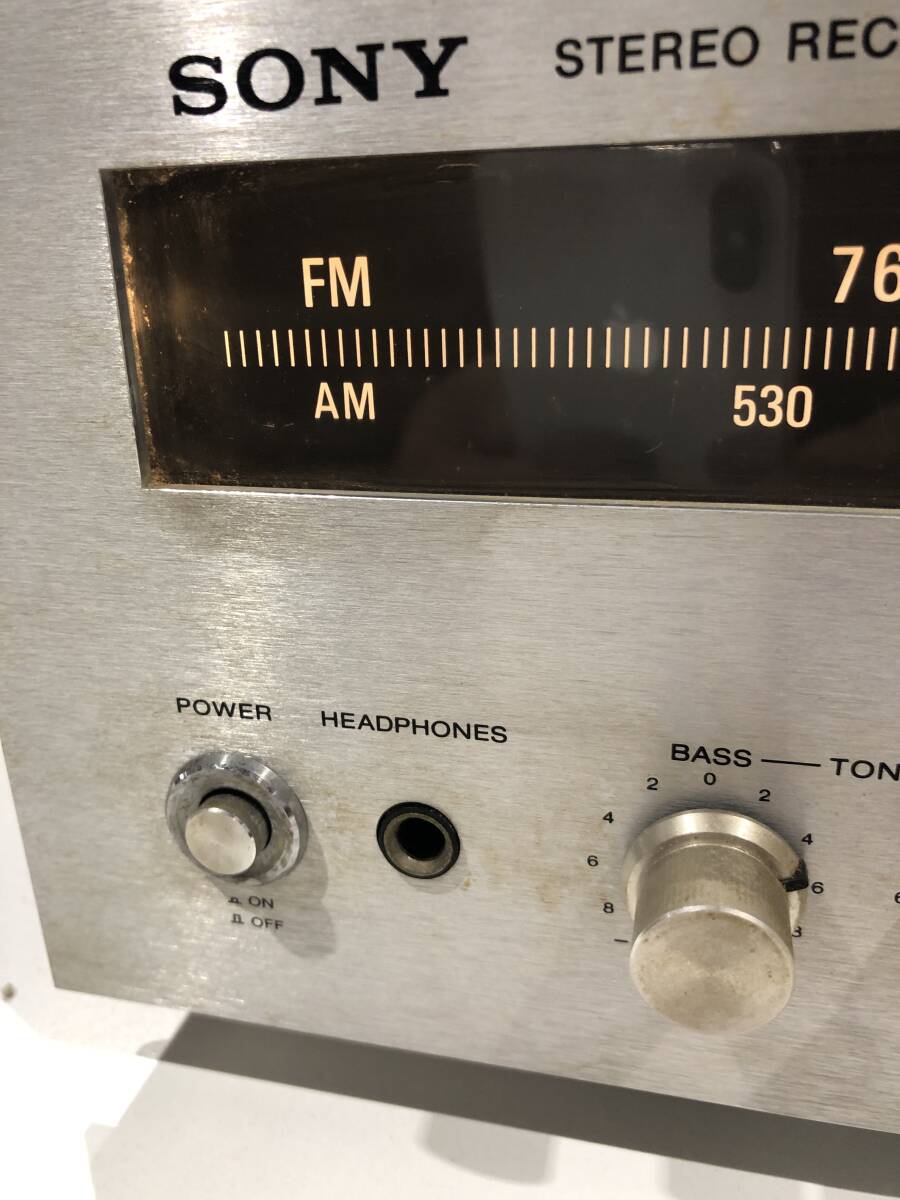 SONY STEREO REC
FM 76
AM 530
POWER HEADPHONES
BASS — TON
2 0 2
4 4
6 6 6
8
ON
OFF